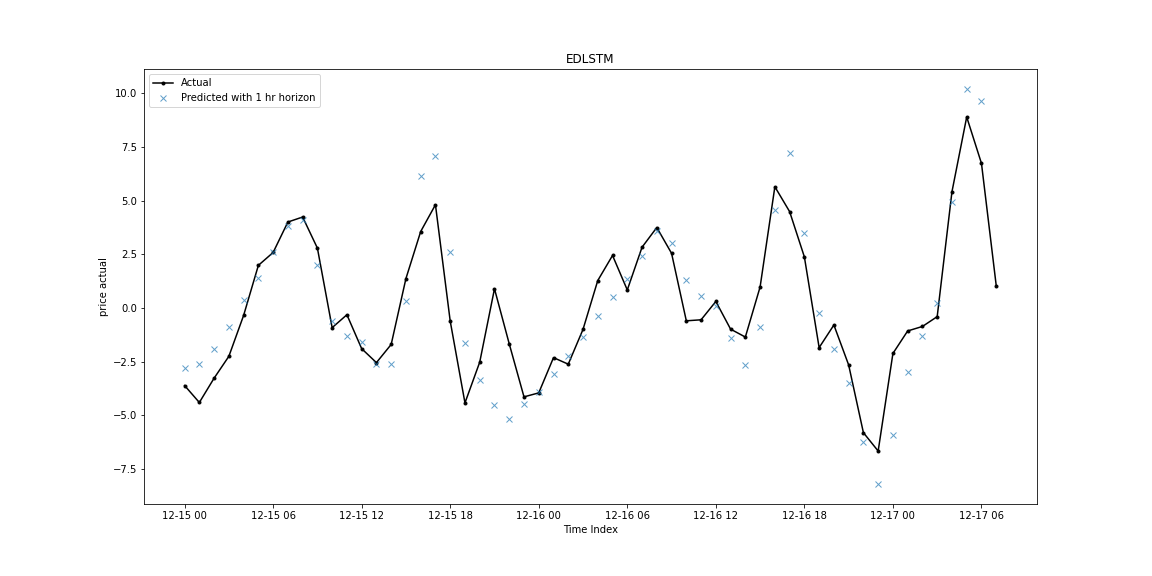 EDLSTM
Actual
Predicted with 1 hr horizon
price actual
10.0
7.5
5.0
2.5
0.0
−2.5
−5.0
−7.5
12-15 00 12-15 06 12-15 12 12-15 18 12-16 00 12-16 06 12-16 12 12-16 18 12-17 00 12-17 06
Time Index